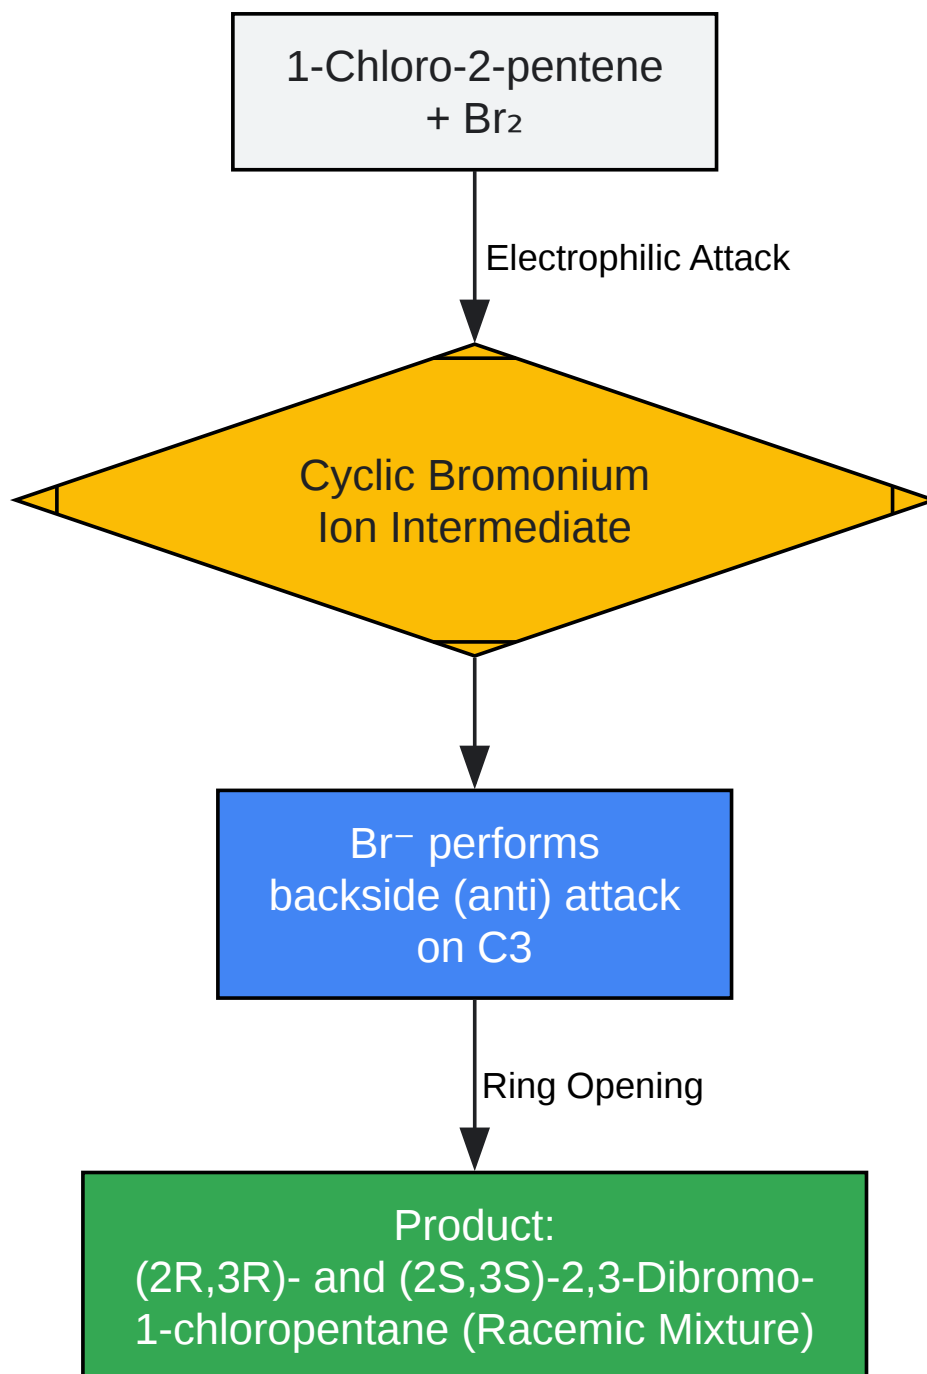 1-Chloro-2-pentene
+ Br₂
Electrophilic Attack
Cyclic Bromonium
Ion Intermediate
Br⁻ performs
backside (anti) attack
on C3
Ring Opening
Product:
(2R,3R)- and (2S,3S)-2,3-Dibromo-
1-chloropentane (Racemic Mixture)